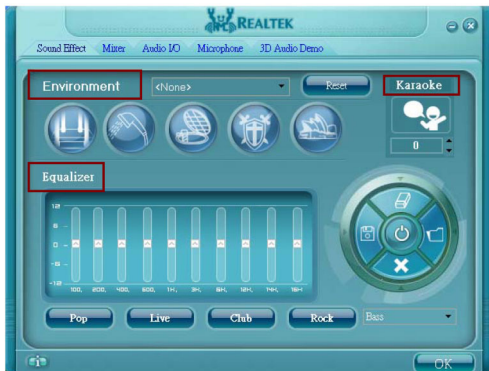 REALTEK
Sound Effect Mixer Audio I/O Microphone 3D Audio Demo
Environment <None> Reset Karaoke
0
Equalizer
12
6
0
-6
-12
100, 200, 400, 600, 1K, 3K, 6K, 12K, 14K, 16K
Pop Live Club Rock Bass
OK